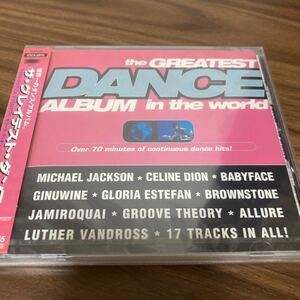 the GREATEST
DANCE
ALBUM in the world
Over 70 minutes of continuous dance hits!
MICHAEL JACKSON * CELINE DION * BABYFACE
GINUWINE * GLORIA ESTEFAN * BROWNSTONE
JAMIROQUAI * GROOVE THEORY * ALLURE
LUTHER VANDROSS * 17 TRACKS IN ALL!
ザ・グレイテスト・ダンス